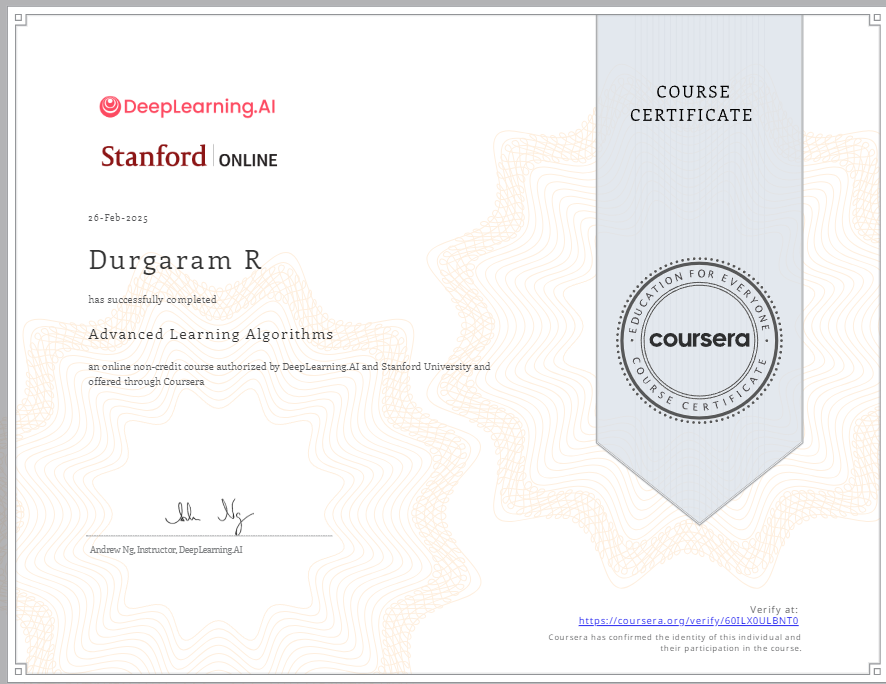 DeepLearning.AI
Stanford ONLINE
26-Feb-2025
Durgaram R
has successfully completed
Advanced Learning Algorithms
an online non-credit course authorized by DeepLearning.AI and Stanford University and
offered through Coursera
Andrew Ng
Andrew Ng, Instructor, DeepLearning.AI
COURSE
CERTIFICATE
EDUCATION FOR EVERYONE
coursera
COURSE CERTIFICATE
Verify at:
https://coursera.org/verify/60ILX0ULBNT0
Coursera has confirmed the identity of this individual and
their participation in the course.